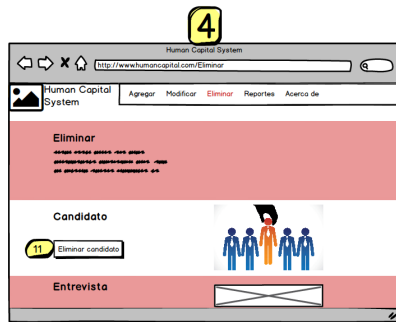 4
Human Capital System
http://www.humancapital.com/Eliminar
Human Capital
System
Agregar Modificar Eliminar Reportes Acerca de
Eliminar
Candidato
11 Eliminar candidato
Entrevista